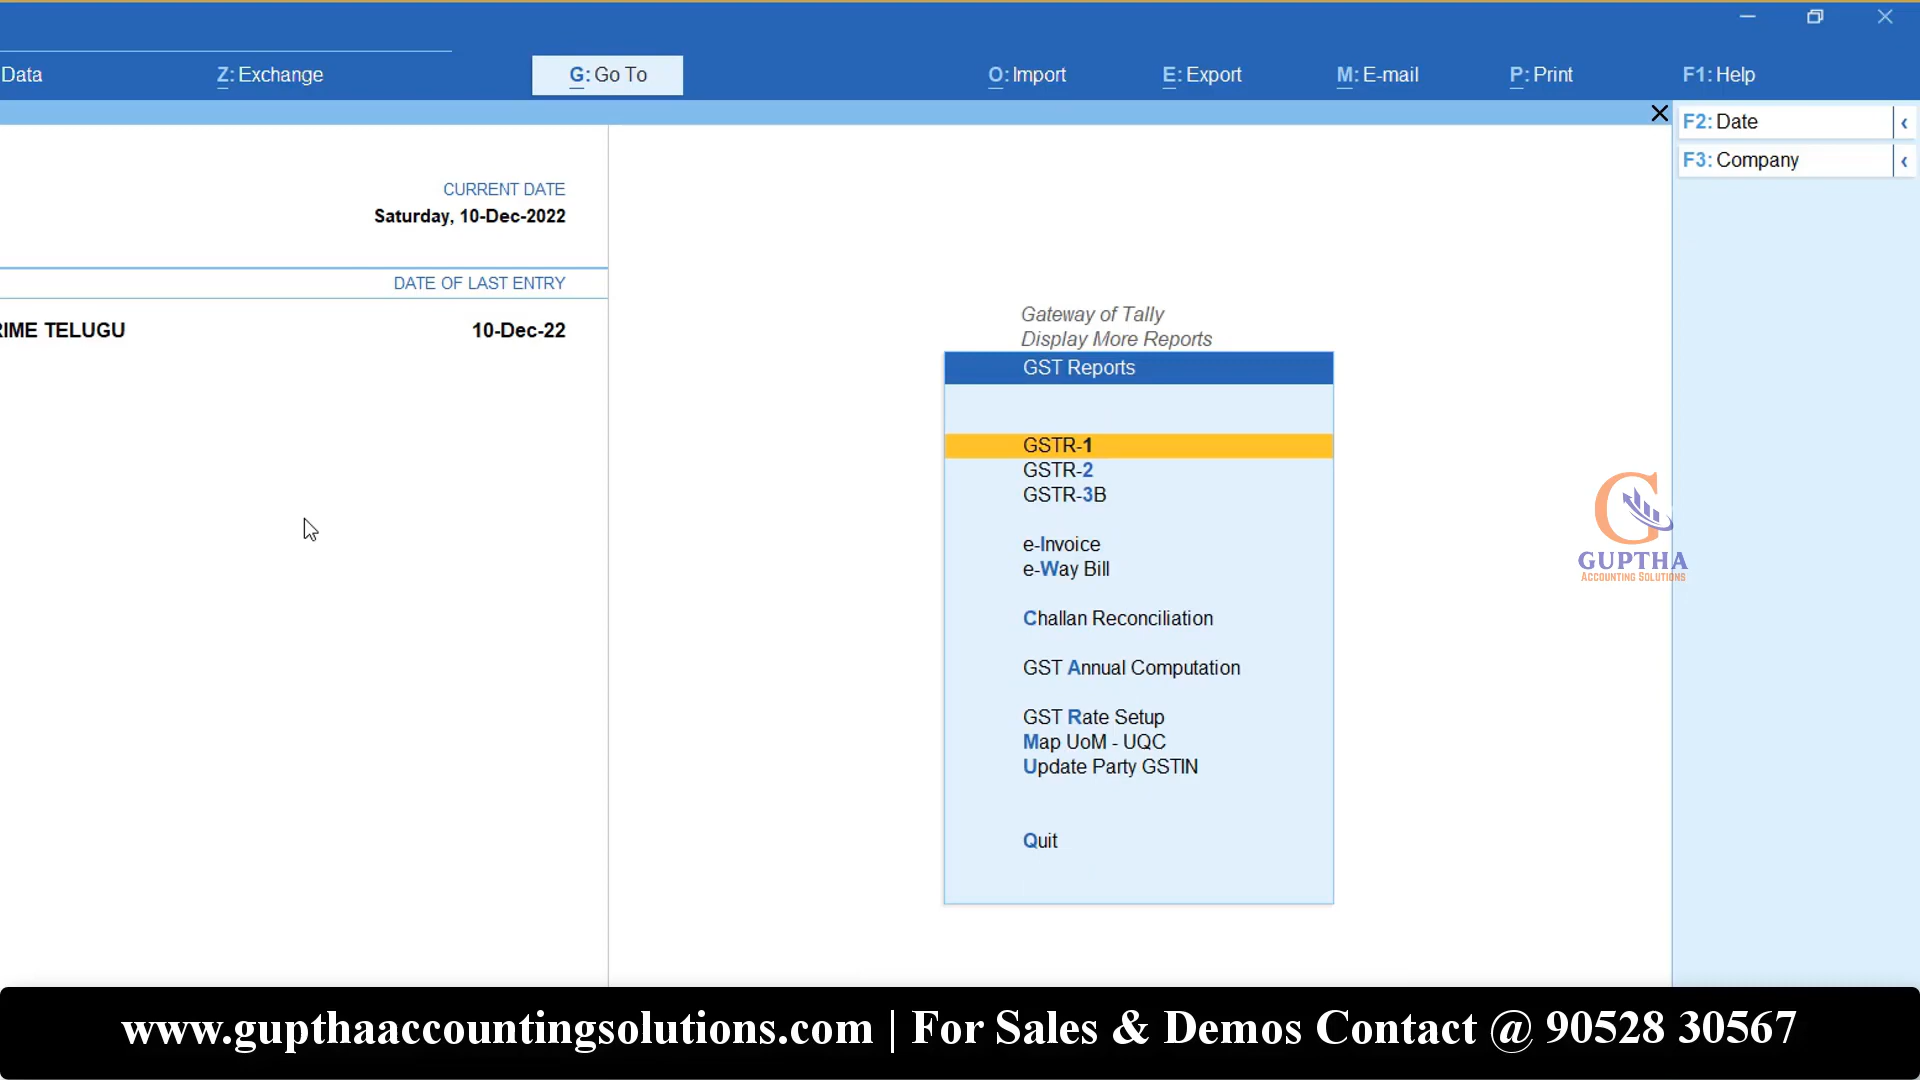 Data
Z: Exchange
G: Go To
O: Import
E: Export
M: E-mail
P: Print
F1: Help
F2: Date
F3: Company
CURRENT DATE
Saturday, 10-Dec-2022
DATE OF LAST ENTRY
RIME TELUGU
10-Dec-22
Gateway of Tally
Display More Reports
GST Reports
GSTR-1
GSTR-2
GSTR-3B
e-Invoice
e-Way Bill
Challan Reconciliation
GST Annual Computation
GST Rate Setup
Map UoM - UQC
Update Party GSTIN
Quit
GUPTHA
ACCOUNTING SOLUTIONS
www.gupthaaccountingsolutions.com | For Sales & Demos Contact @ 90528 30567